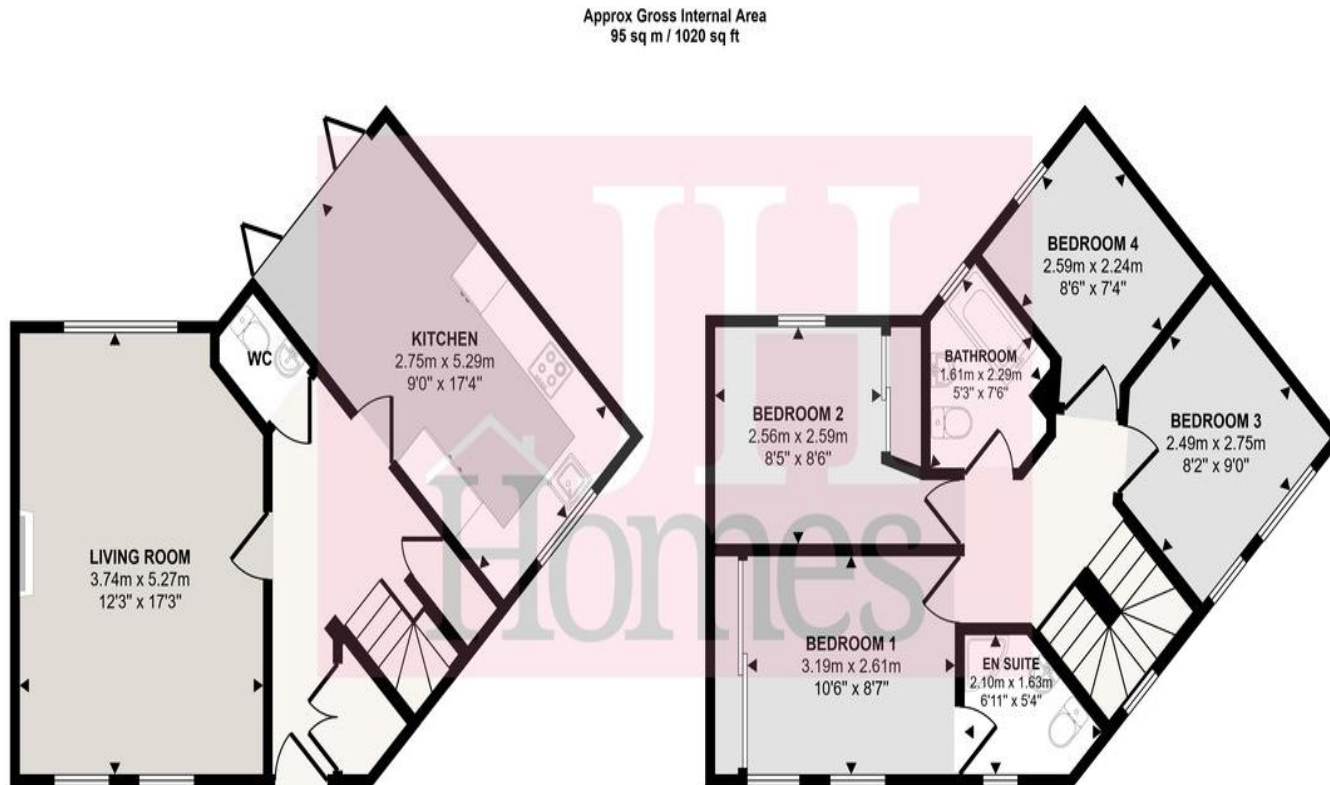 Approx Gross Internal Area
95 sq m / 1020 sq ft
JH
Homes
WC
KITCHEN
2.75m x 5.29m
9'0" x 17'4"
LIVING ROOM
3.74m x 5.27m
12'3" x 17'3"
BEDROOM 4
2.59m x 2.24m
8'6" x 7'4"
BATHROOM
1.61m x 2.29m
5'3" x 7'6"
BEDROOM 2
2.56m x 2.59m
8'5" x 8'6"
BEDROOM 3
2.49m x 2.75m
8'2" x 9'0"
BEDROOM 1
3.19m x 2.61m
10'6" x 8'7"
EN SUITE
2.10m x 1.63m
6'11" x 5'4"